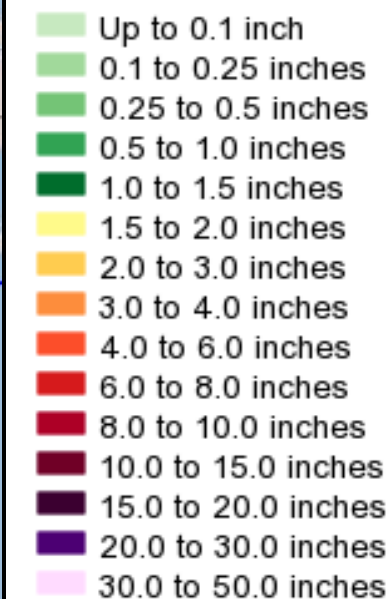 Up to 0.1 inch
0.1 to 0.25 inches
0.25 to 0.5 inches
0.5 to 1.0 inches
1.0 to 1.5 inches
1.5 to 2.0 inches
2.0 to 3.0 inches
3.0 to 4.0 inches
4.0 to 6.0 inches
6.0 to 8.0 inches
8.0 to 10.0 inches
10.0 to 15.0 inches
15.0 to 20.0 inches
20.0 to 30.0 inches
30.0 to 50.0 inches